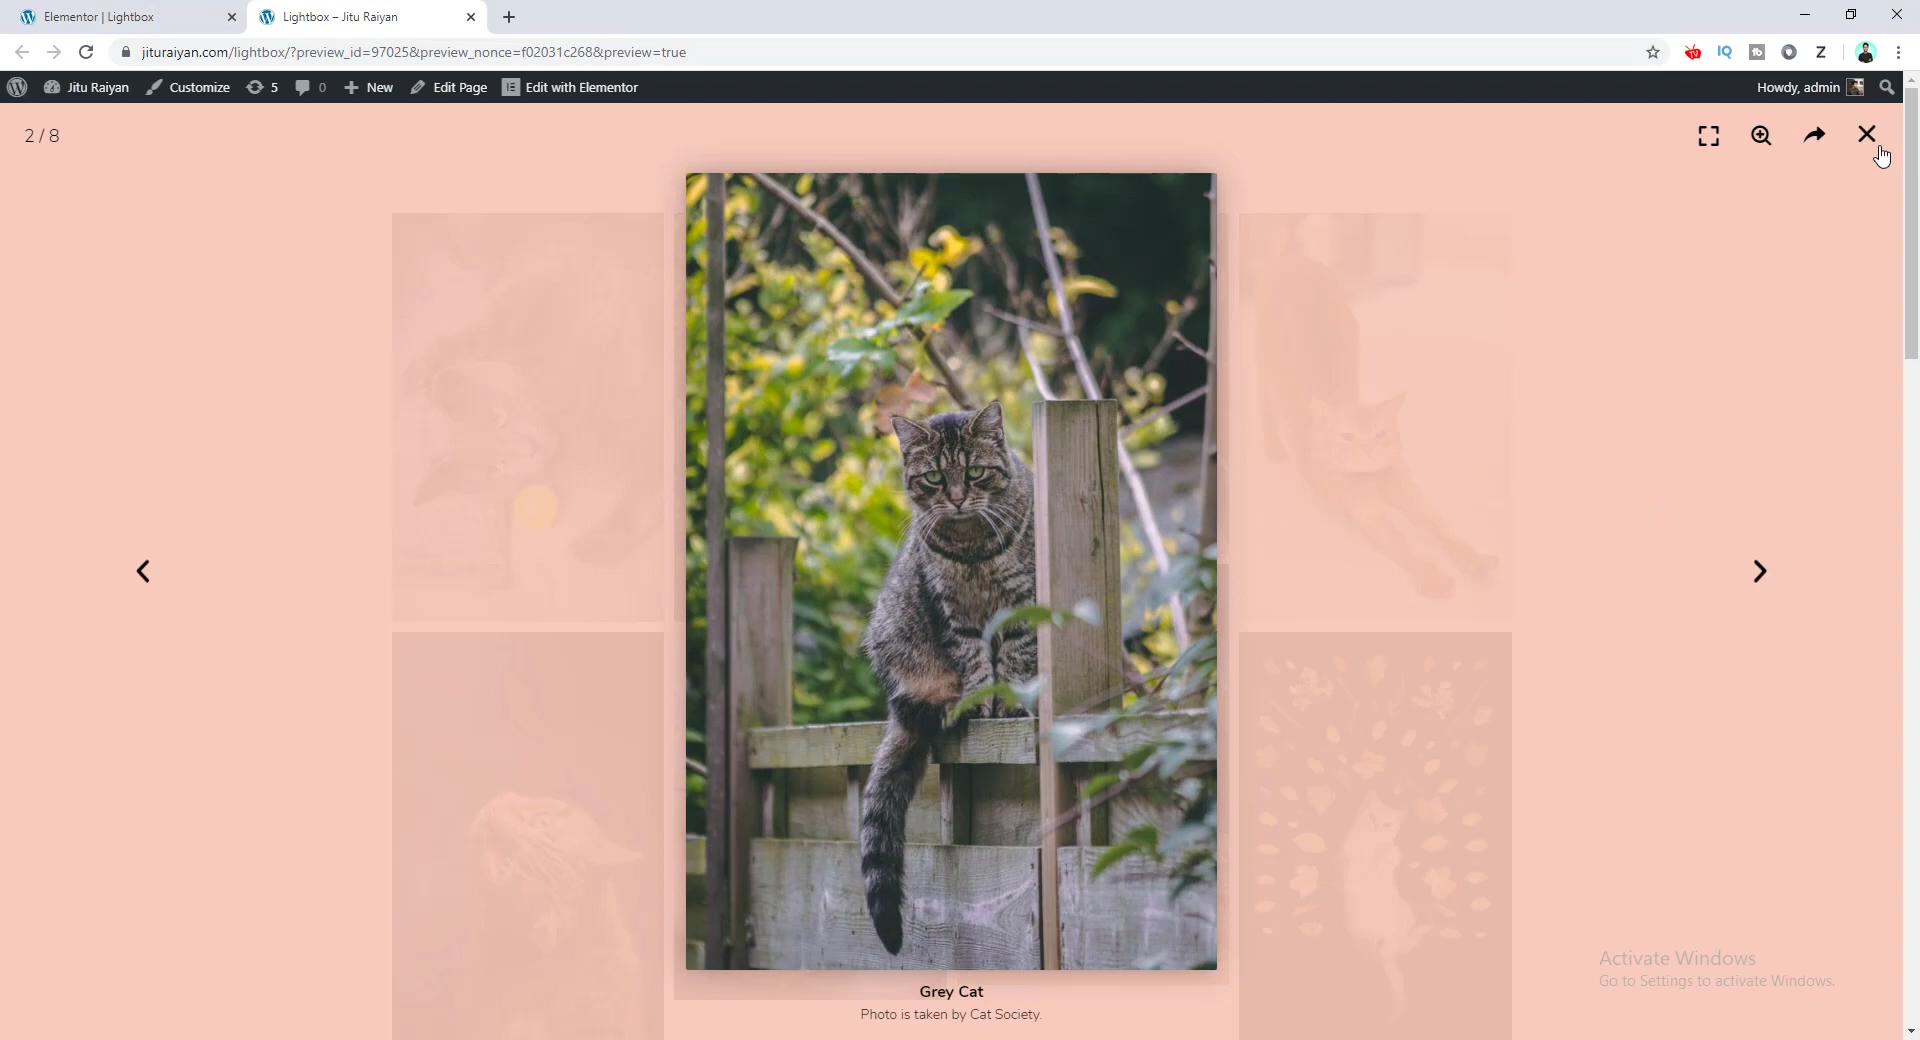 Elementor | Lightbox
Lightbox – Jitu Raiyan
jituraiyan.com/lightbox/?preview_id=97025&preview_nonce=f02031c268&preview=true
IQ
tb
Z
Jitu Raiyan
Customize
5
0
New
Edit Page
Edit with Elementor
Howdy, admin
2 / 8
Grey Cat
Photo is taken by Cat Society.
Activate Windows
Go to Settings to activate Windows.